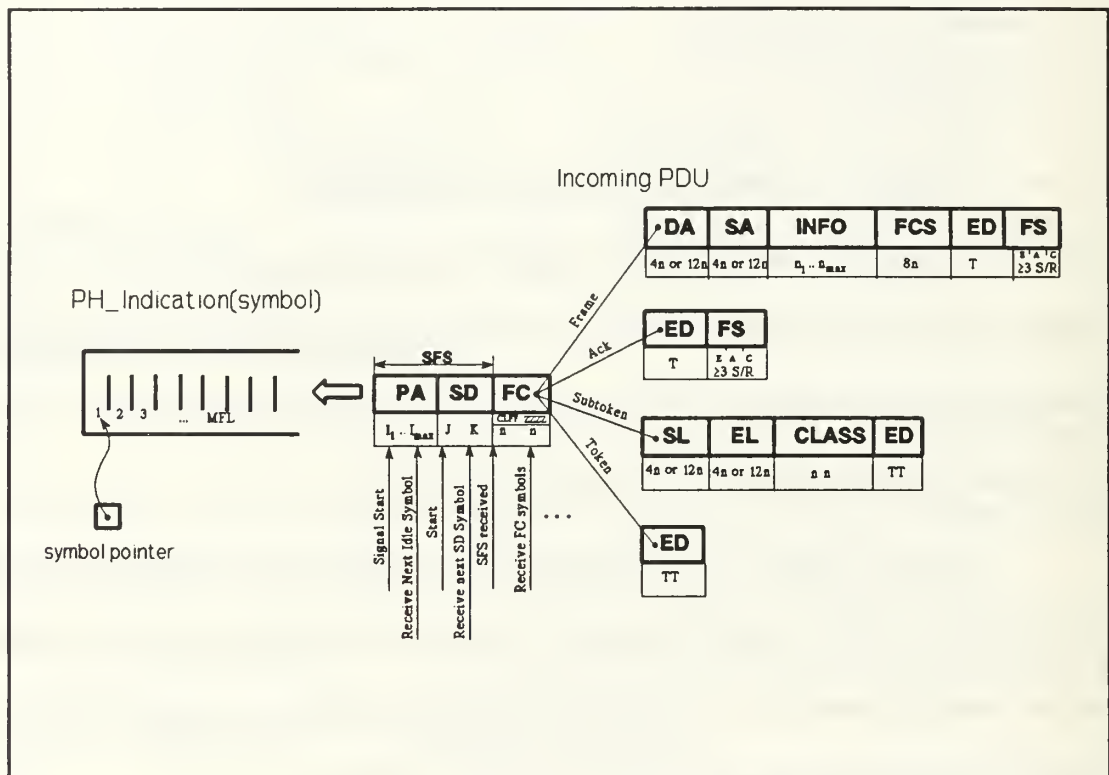 Incoming PDU
DA SA INFO FCS ED FS
4n or 12n 4n or 12n n₁ .. nmax 8n T E A C
≥3 S/R
PH_Indication(symbol)
1 2 3 ... MFL
symbol pointer
SFS
PA SD FC
I₁ .. Imax J K n n
Signal Start
Receive Next Idle Symbol
Start
Receive next SD Symbol
SFS received
Receive FC symbols
...
Frame
Ack
Subtoken
Token
ED FS
T E A C
≥3 S/R
SL EL CLASS ED
4n or 12n 4n or 12n n n TT
ED
TT